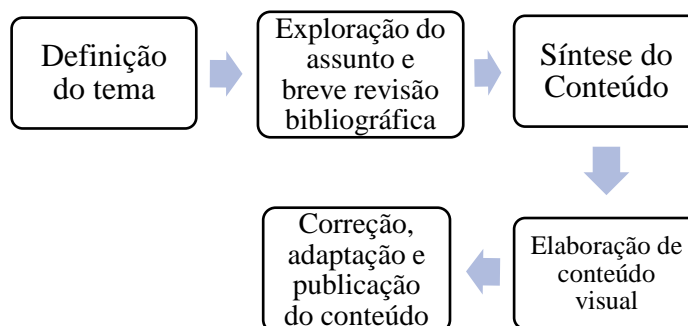 Definição
do tema
Exploração do
assunto e
breve revisão
bibliográfica
Síntese do
Conteúdo
Elaboração de
conteúdo
visual
Correção,
adaptação e
publicação
do conteúdo